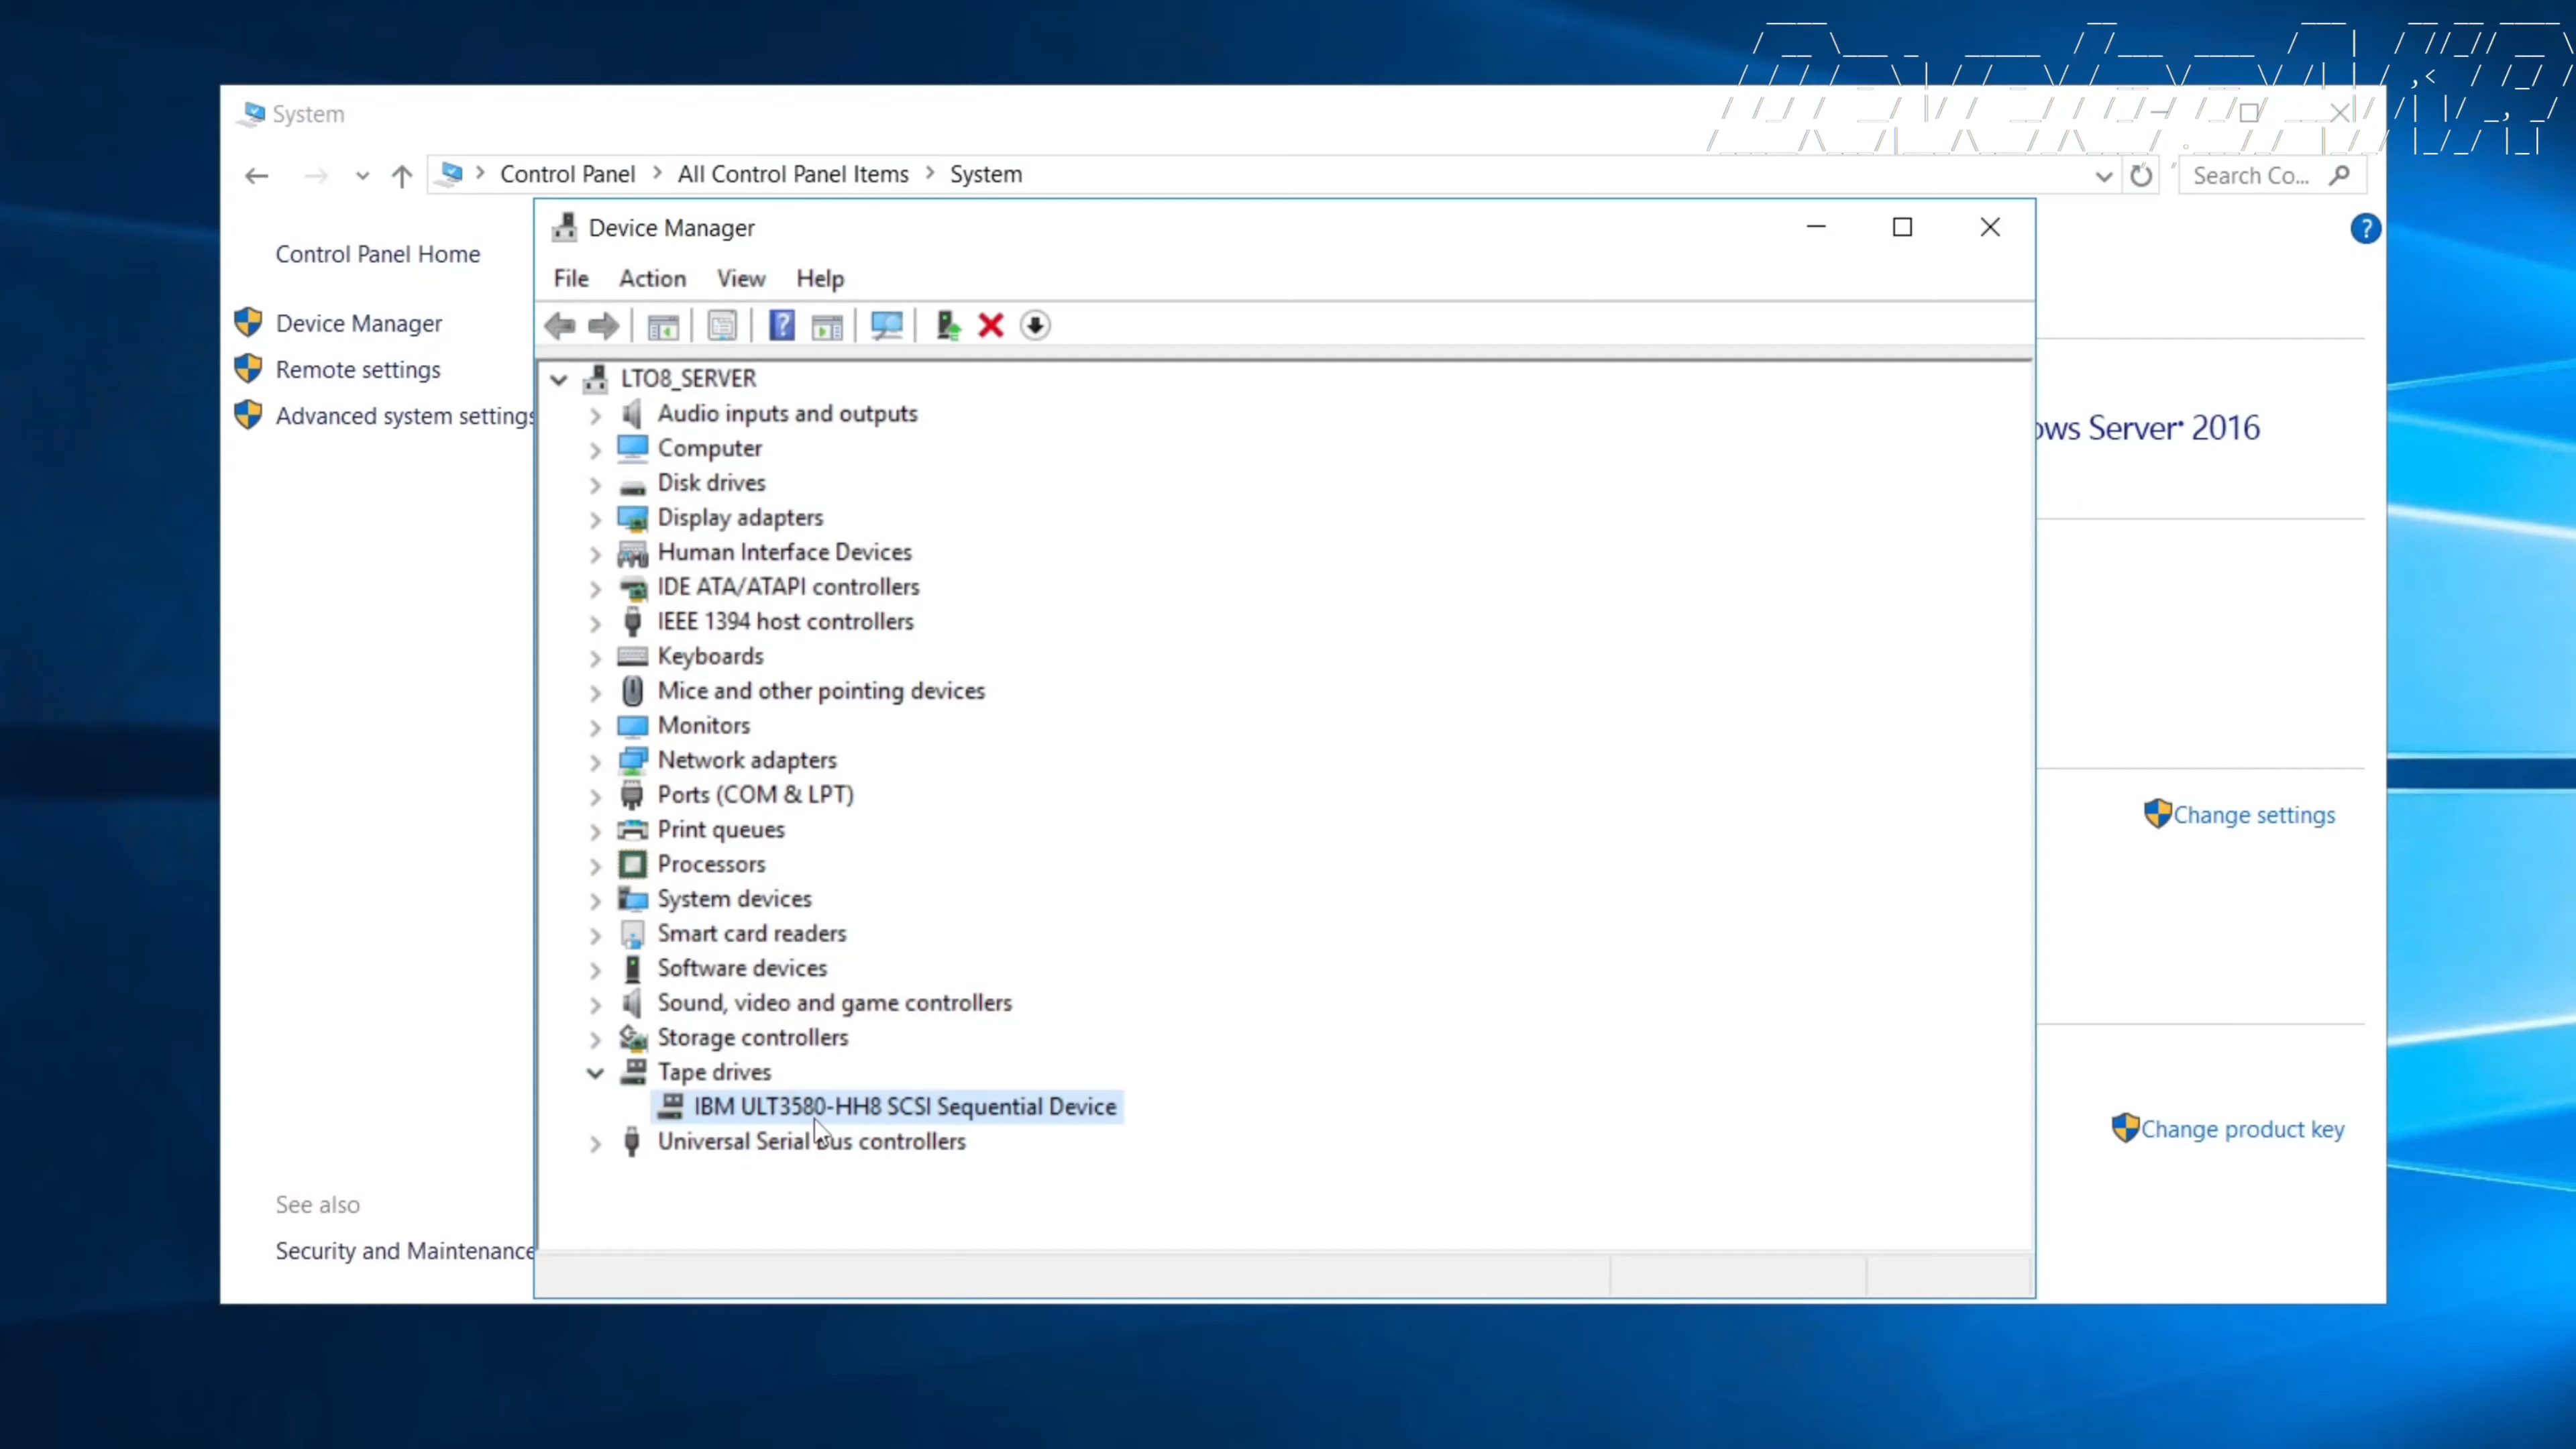 System
Control Panel > All Control Panel Items > System
Search Co...
Control Panel Home
Device Manager
Remote settings
Advanced system settings
See also
Security and Maintenance
Device Manager
File Action View Help
LTO8_SERVER
Audio inputs and outputs
Computer
Disk drives
Display adapters
Human Interface Devices
IDE ATA/ATAPI controllers
IEEE 1394 host controllers
Keyboards
Mice and other pointing devices
Monitors
Network adapters
Ports (COM & LPT)
Print queues
Processors
System devices
Smart card readers
Software devices
Sound, video and game controllers
Storage controllers
Tape drives
IBM ULT3580-HH8 SCSI Sequential Device
Universal Serial Bus controllers
ows Server® 2016
Change settings
Change product key